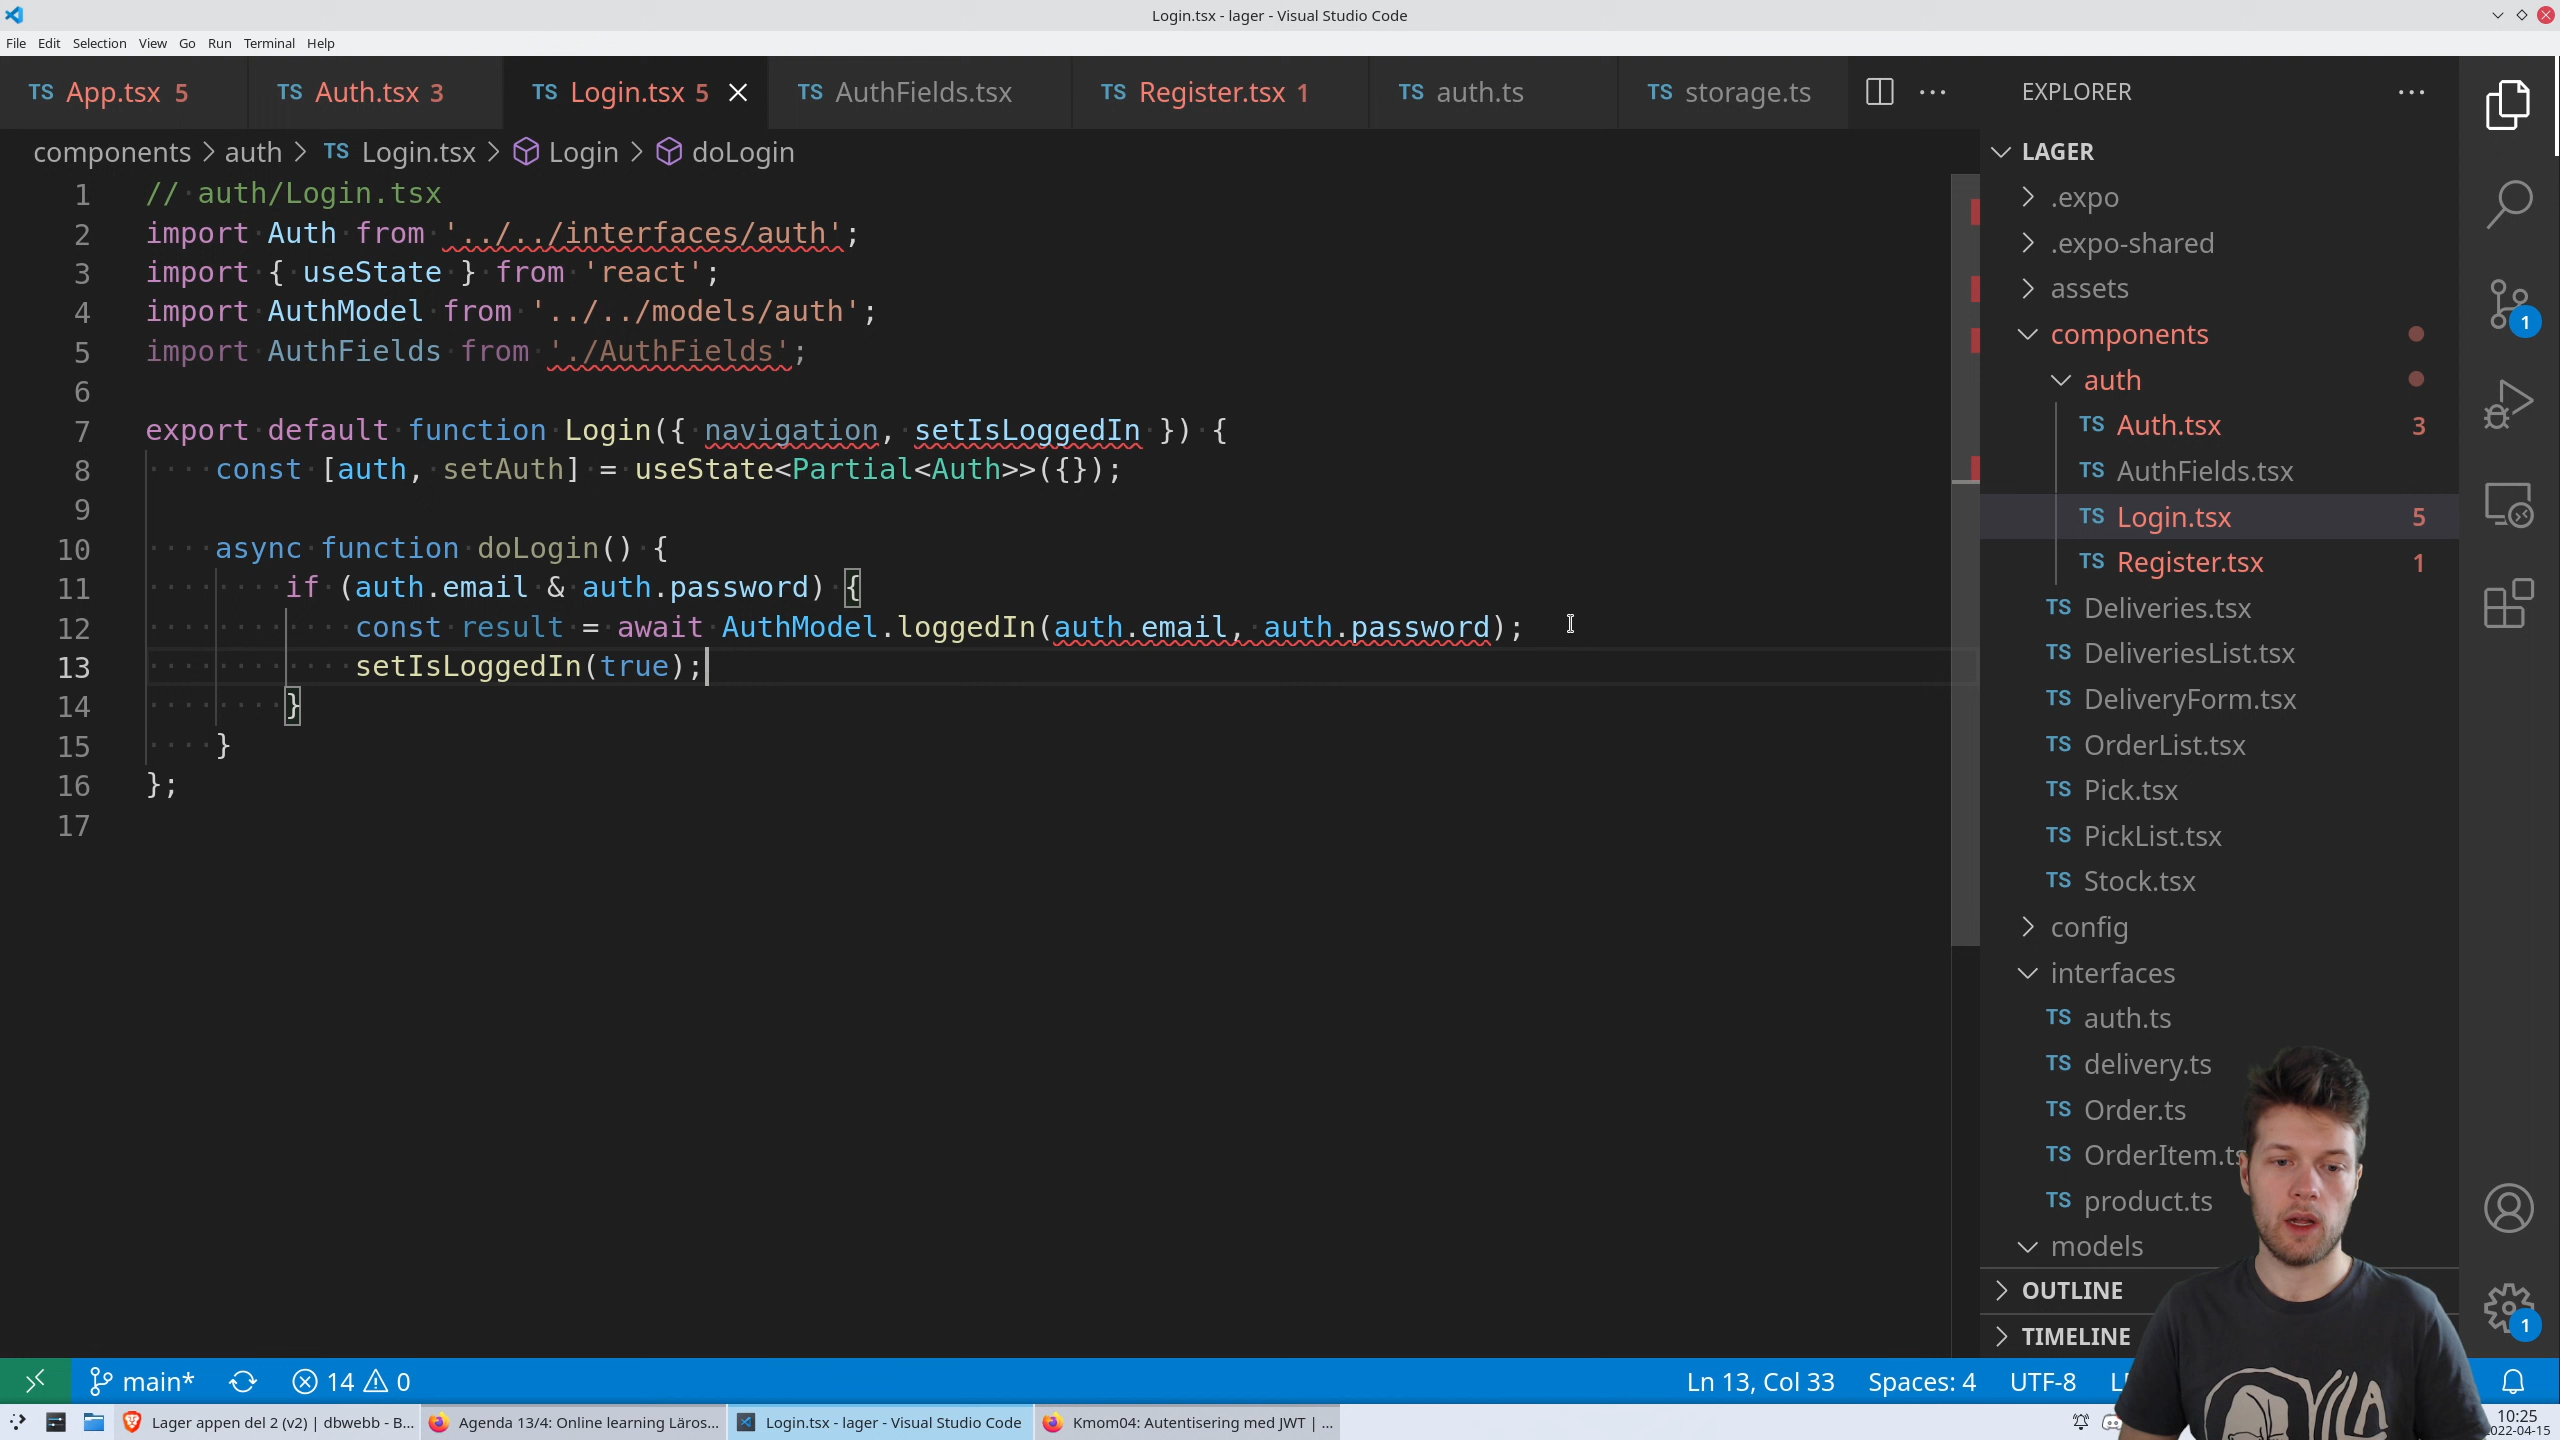 Login.tsx - lager - Visual Studio Code
File Edit Selection View Go Run Terminal Help
TS App.tsx 5 TS Auth.tsx 3 TS Login.tsx 5 TS AuthFields.tsx TS Register.tsx 1 TS auth.ts TS storage.ts
components > auth > TS Login.tsx > Login > doLogin
1 // auth/Login.tsx
2 import Auth from '../../interfaces/auth';
3 import { useState } from 'react';
4 import AuthModel from '../../models/auth';
5 import AuthFields from './AuthFields';
6
7 export default function Login({ navigation, setIsLoggedIn }) {
8 const [auth, setAuth] = useState<Partial<Auth>>({});
9
10 async function doLogin() {
11 if (auth.email & auth.password) {
12 const result = await AuthModel.loggedIn(auth.email, auth.password);
13 setIsLoggedIn(true);
14 }
15 }
16 };
17
EXPLORER
LAGER
.expo
.expo-shared
assets
components
auth
TS Auth.tsx 3
TS AuthFields.tsx
TS Login.tsx 5
TS Register.tsx 1
TS Deliveries.tsx
TS DeliveriesList.tsx
TS DeliveryForm.tsx
TS OrderList.tsx
TS Pick.tsx
TS PickList.tsx
TS Stock.tsx
config
interfaces
TS auth.ts
TS delivery.ts
TS Order.ts
TS OrderItem.ts
TS product.ts
models
OUTLINE
TIMELINE
1
1
main* 14 0 Ln 13, Col 33 Spaces: 4 UTF-8
Lager appen del 2 (v2) | dbwebb - B... Agenda 13/4: Online learning Läros... Login.tsx - lager - Visual Studio Code Kmom04: Autentisering med JWT | ... 10:25
2022-04-15